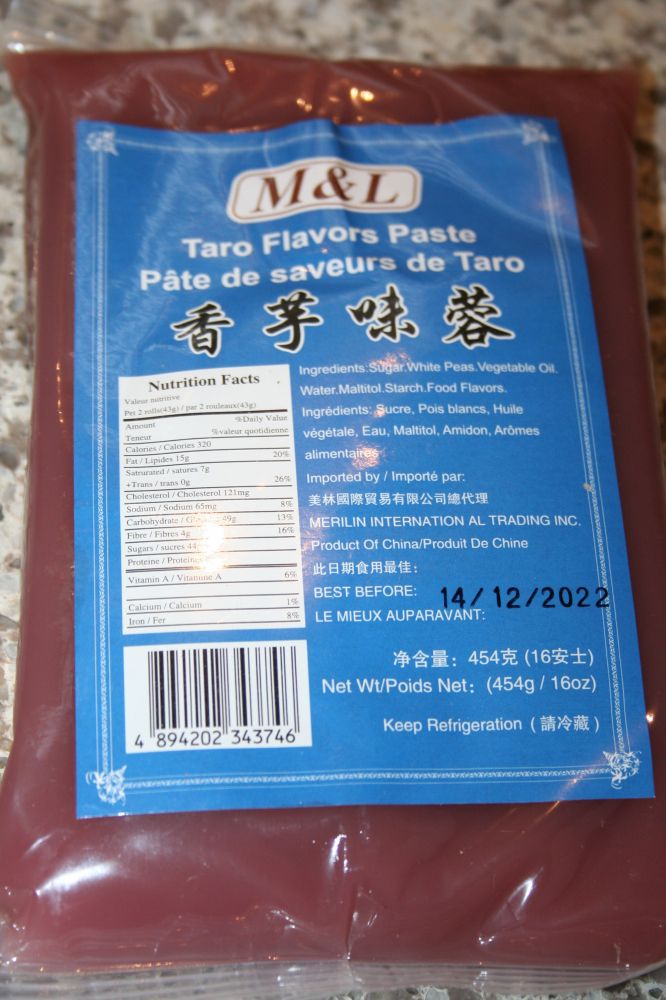 M&L
Taro Flavors Paste
Pâte de saveurs de Taro
香芋味蓉
Nutrition Facts
Valeur nutritive
Per 2 rolls(43g) / par 2 rouleaux(43g)
Amount %Daily Value
Teneur %valeur quotidienne
Calories / Calories 320
Fat / Lipides 15g 20%
Satrurated / satures 7g
+Trans / trans 0g 26%
Cholesterol / Cholesterol 121mg
Sodium / Sodium 65mg 8%
Carbohydrate / 49g 13%
Fibre / Fibres 4g 16%
Sugars / sucres 44
Proteine /
Vitamin A / Vitamine A 6%
Calcium / Calcium 1%
Iron / Fer 8%
Ingredients:Sugar.White Peas.Vegetable Oil.
Water.Maltitol.Starch.Food Flavors.
Ingrédients: Sucre, Pois blancs, Huile
végétale, Eau, Maltitol, Amidon, Arômes
alimentaires
Imported by / Importé par:
美林國際貿易有限公司總代理
MERILIN INTERNATION AL TRADING INC.
Product Of China/Produit De Chine
此日期食用最佳：
BEST BEFORE: 14/12/2022
LE MIEUX AUPARAVANT:
净含量：454克 (16安士)
Net Wt/Poids Net：(454g / 16oz)
Keep Refrigeration（請冷藏）
4 894202 343746